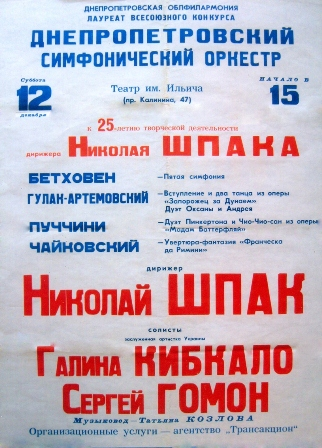 ДНЕПРОПЕТРОВСКАЯ ОБЛФИЛАРМОНИЯ
ЛАУРЕАТ ВСЕСОЮЗНОГО КОНКУРСА
ДНЕПРОПЕТРОВСКИЙ
СИМФОНИЧЕСКИЙ ОРКЕСТР
Суббота
12
декабря
Театр им. Ильича
(пр. Калинина, 47)
НАЧАЛО В
15
к 25-летию творческой деятельности
дирижера НИКОЛАЯ ШПАКА
БЕТХОВЕН —Пятая симфония
ГУЛАК-АРТЕМОВСКИЙ —Вступление и два танца из оперы
«Запорожец за Дунаем»
Дуэт Оксаны и Андрея
ПУЧЧИНИ —Дуэт Пинкертона и Чио-Чио-сан из оперы
«Мадам Баттерфляй»
ЧАЙКОВСКИЙ —Увертюра-фантазия «Франческа
да Римини»
дирижер
НИКОЛАЙ ШПАК
солисты
заслуженная артистка Украины
ГАЛИНА КИБКАЛО
СЕРГЕЙ ГОМОН
Музыковед - Татьяна КОЗЛОВА
Организационные услуги — агентство „Трансакцион"